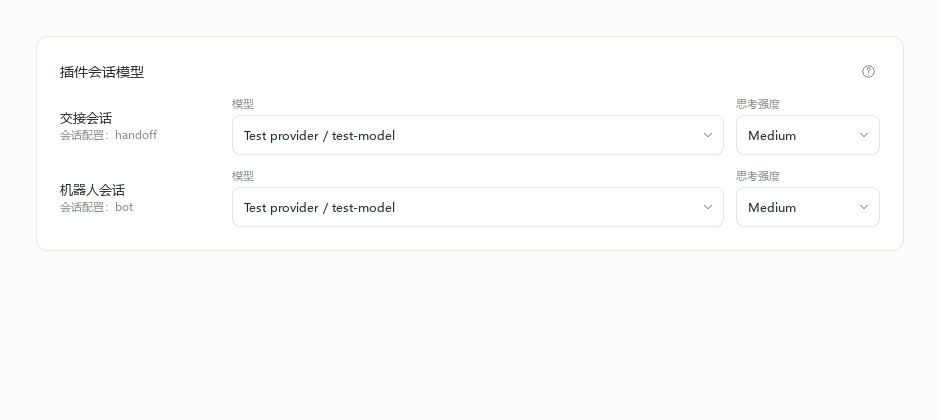 插件会话模型
交接会话
会话配置：handoff
模型
Test provider / test-model
思考强度
Medium
机器人会话
会话配置：bot
模型
Test provider / test-model
思考强度
Medium